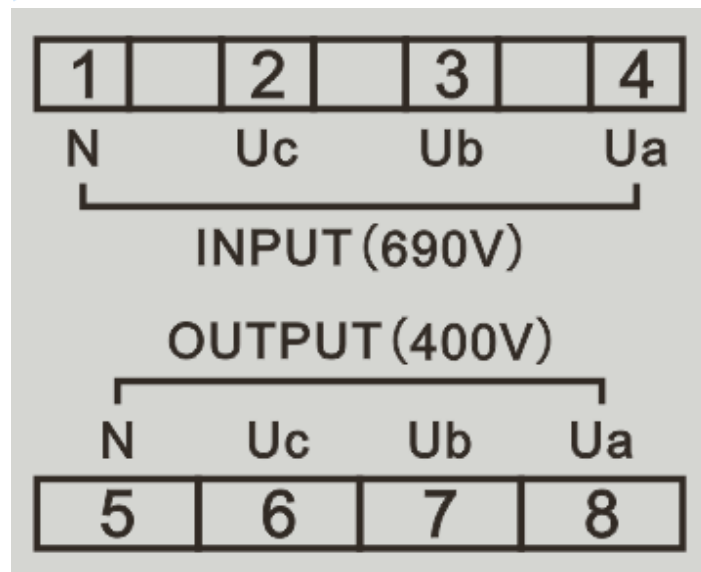 1 2 3 4
N Uc Ub Ua
INPUT(690V)
OUTPUT(400V)
N Uc Ub Ua
5 6 7 8